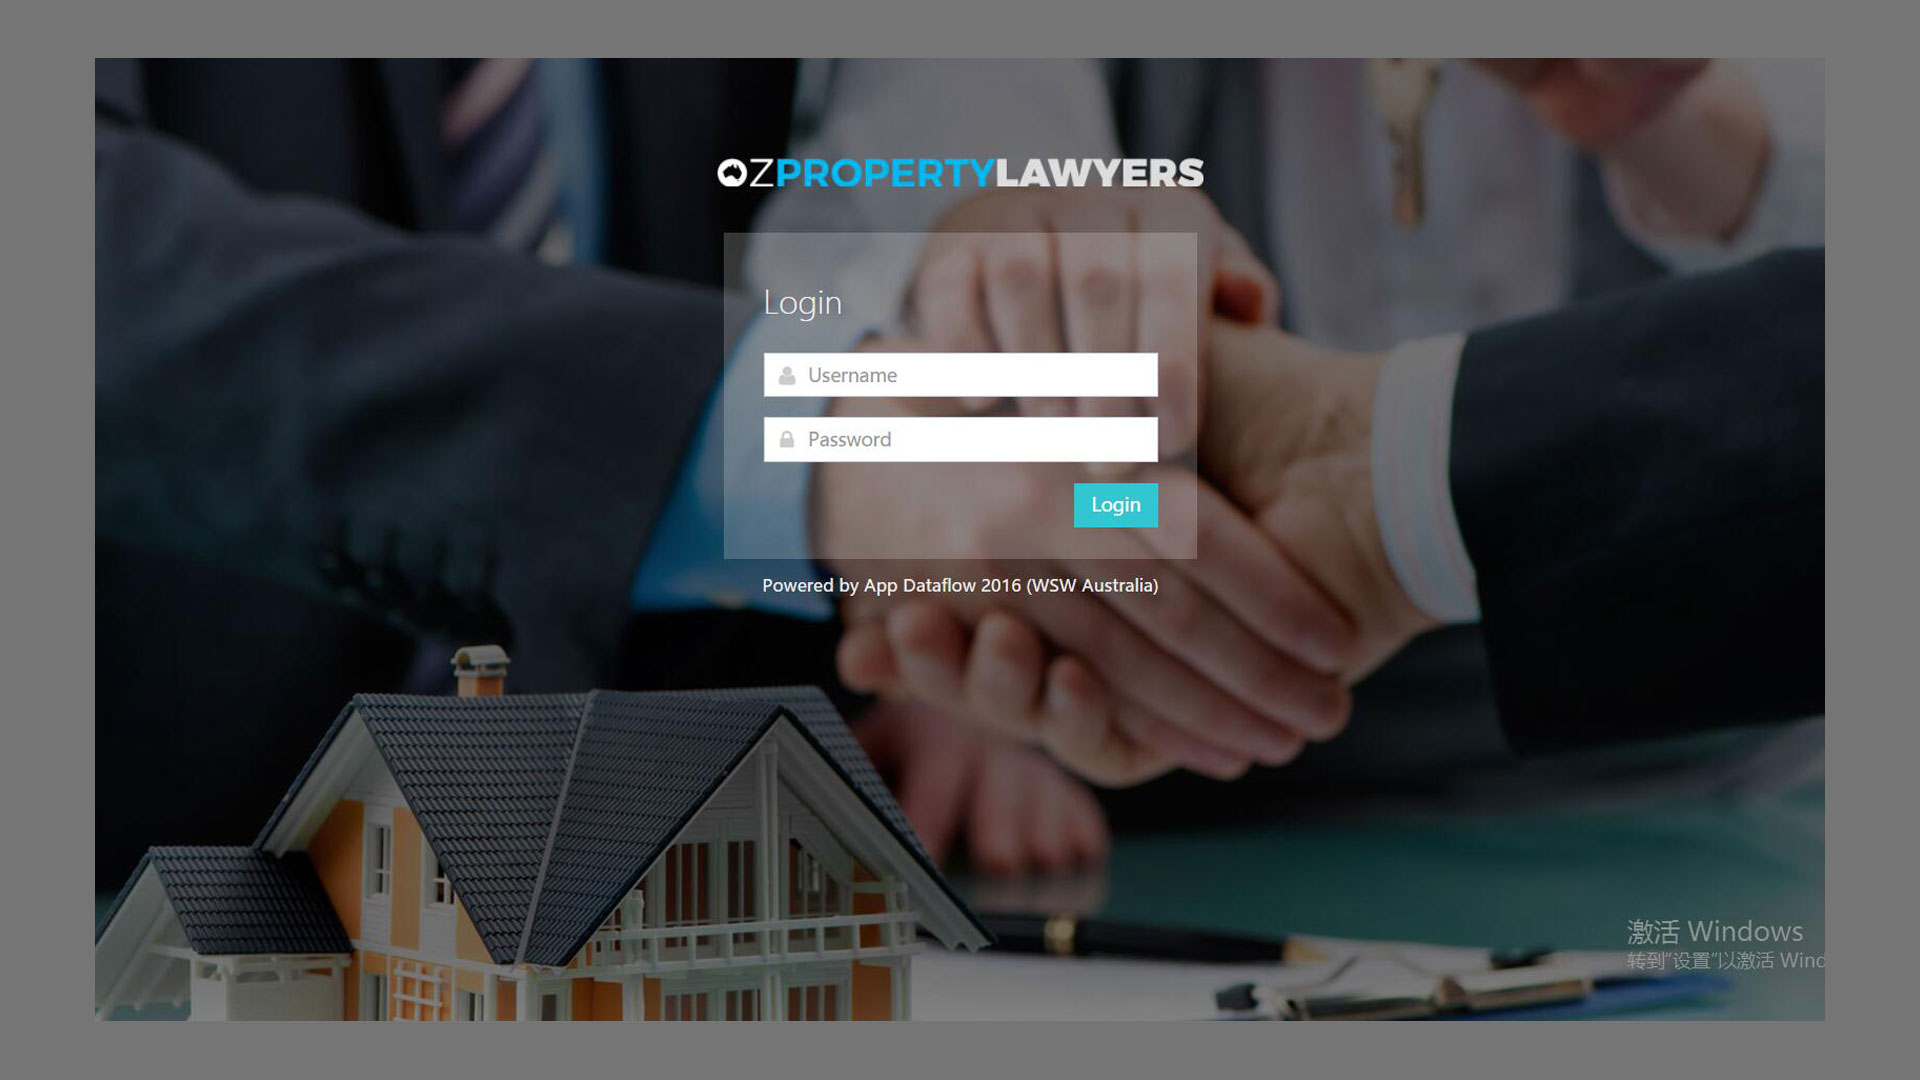 OZPROPERTYLAWYERS
Login
Username
Password
Login
Powered by App Dataflow 2016 (WSW Australia)
激活 Windows
转到"设置"以激活 Wind